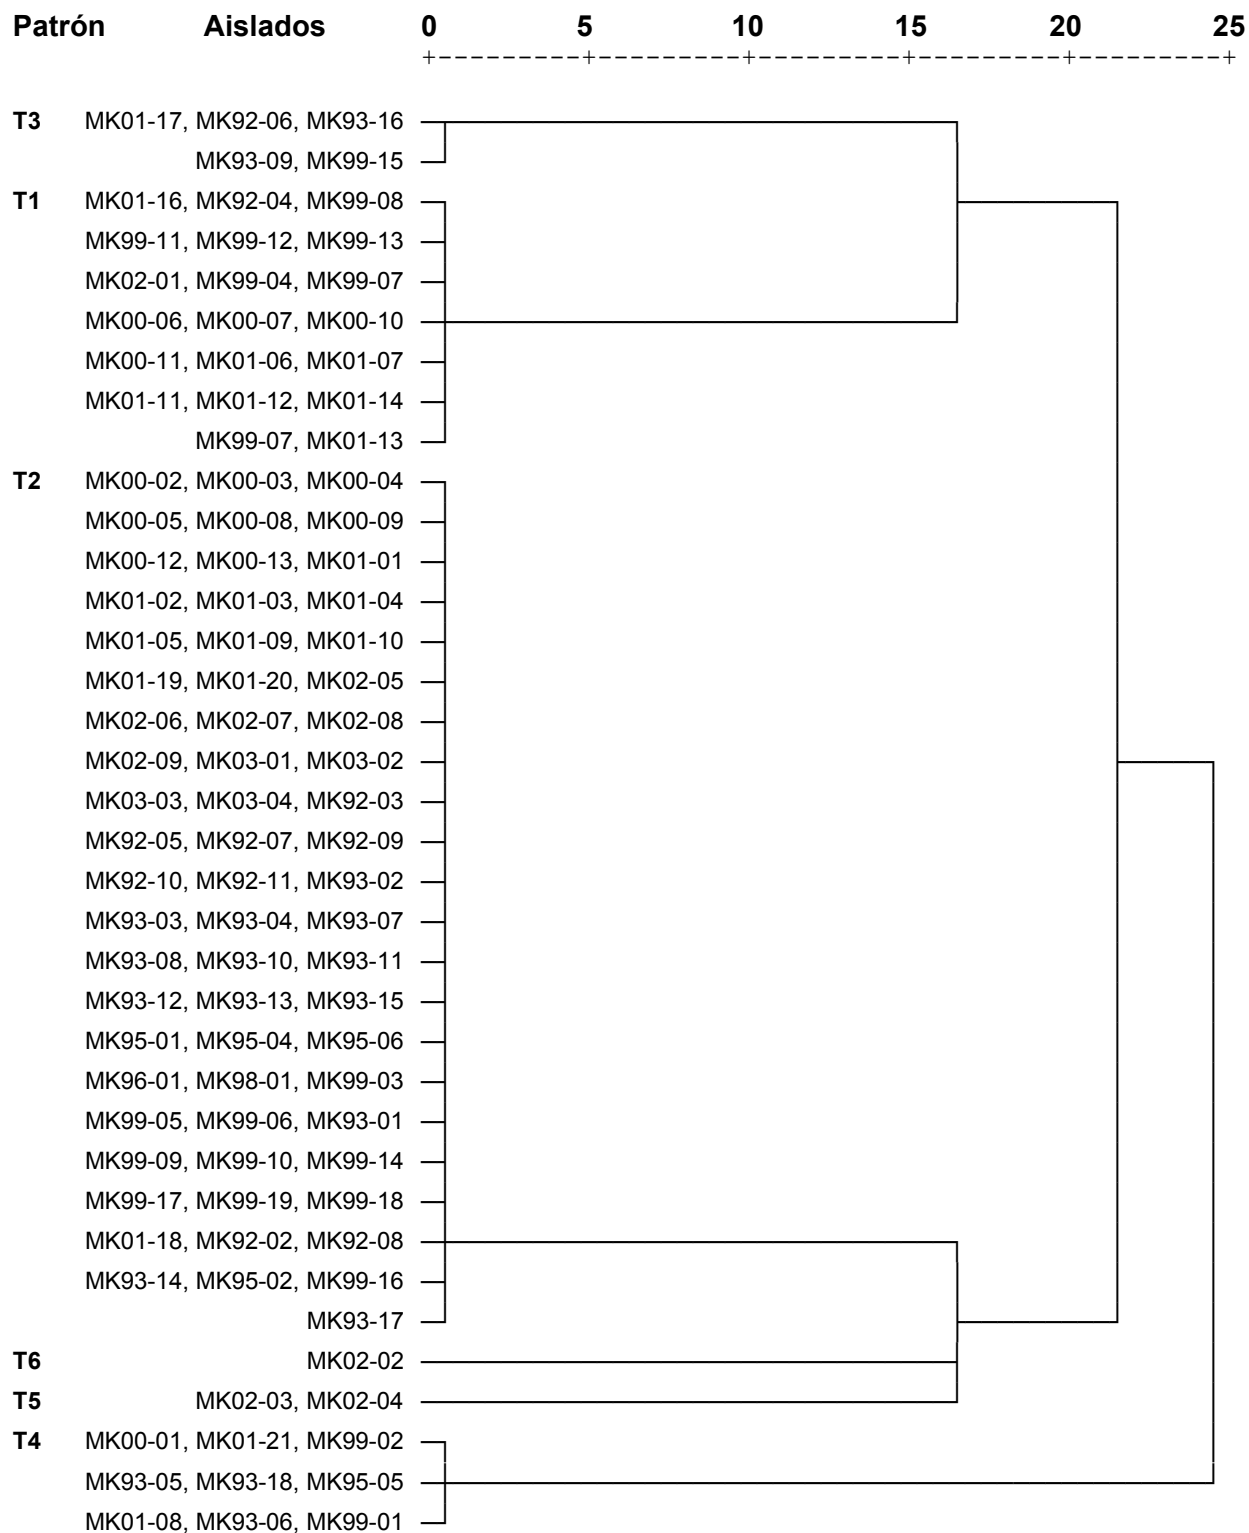 Patrón Aislados 0 5 10 15 20 25
T3 MK01-17, MK92-06, MK93-16
MK93-09, MK99-15
T1 MK01-16, MK92-04, MK99-08
MK99-11, MK99-12, MK99-13
MK02-01, MK99-04, MK99-07
MK00-06, MK00-07, MK00-10
MK00-11, MK01-06, MK01-07
MK01-11, MK01-12, MK01-14
MK99-07, MK01-13
T2 MK00-02, MK00-03, MK00-04
MK00-05, MK00-08, MK00-09
MK00-12, MK00-13, MK01-01
MK01-02, MK01-03, MK01-04
MK01-05, MK01-09, MK01-10
MK01-19, MK01-20, MK02-05
MK02-06, MK02-07, MK02-08
MK02-09, MK03-01, MK03-02
MK03-03, MK03-04, MK92-03
MK92-05, MK92-07, MK92-09
MK92-10, MK92-11, MK93-02
MK93-03, MK93-04, MK93-07
MK93-08, MK93-10, MK93-11
MK93-12, MK93-13, MK93-15
MK95-01, MK95-04, MK95-06
MK96-01, MK98-01, MK99-03
MK99-05, MK99-06, MK93-01
MK99-09, MK99-10, MK99-14
MK99-17, MK99-19, MK99-18
MK01-18, MK92-02, MK92-08
MK93-14, MK95-02, MK99-16
MK93-17
T6 MK02-02
T5 MK02-03, MK02-04
T4 MK00-01, MK01-21, MK99-02
MK93-05, MK93-18, MK95-05
MK01-08, MK93-06, MK99-01